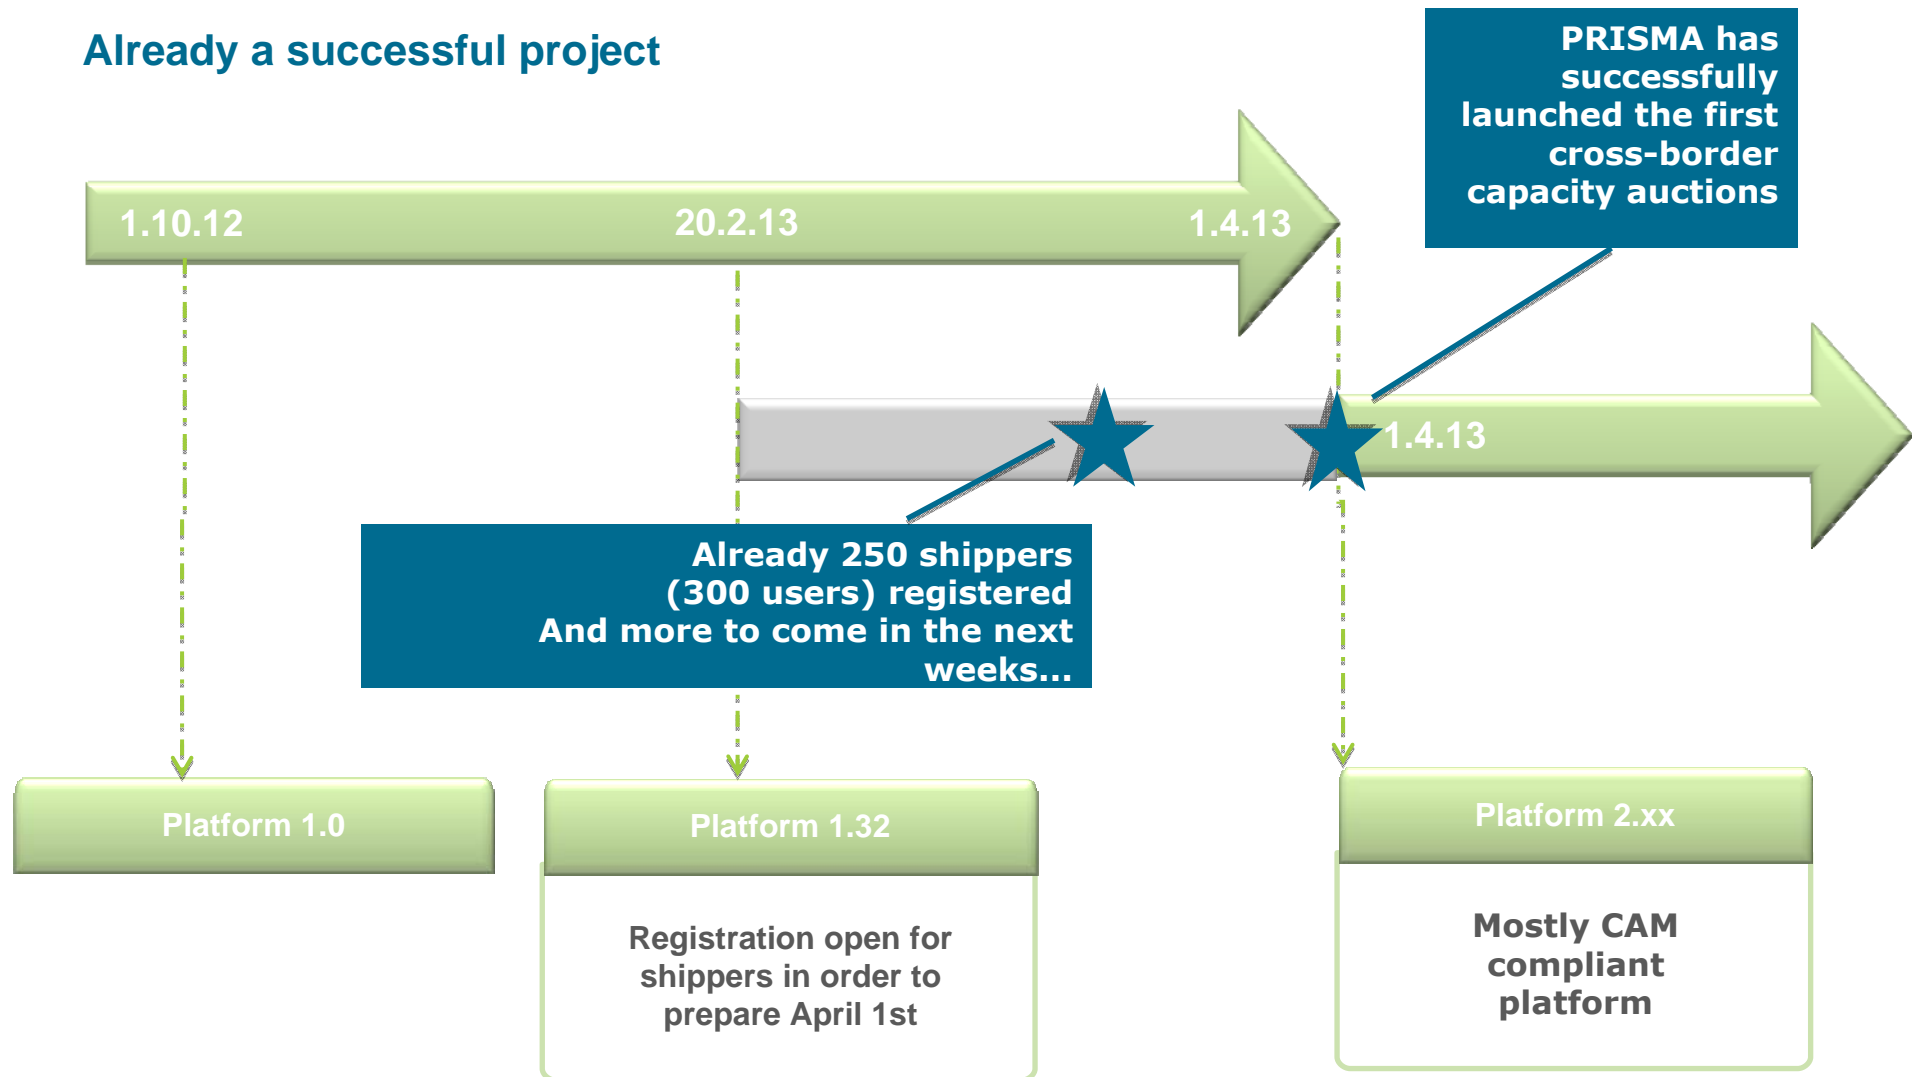 Already a successful project
PRISMA has
successfully
launched the first
cross-border
capacity auctions
1.10.12
20.2.13
1.4.13
1.4.13
Already 250 shippers
(300 users) registered
And more to come in the next
weeks...
Platform 1.0
Platform 1.32
Platform 2.xx
Registration open for
shippers in order to
prepare April 1st
Mostly CAM
compliant
platform